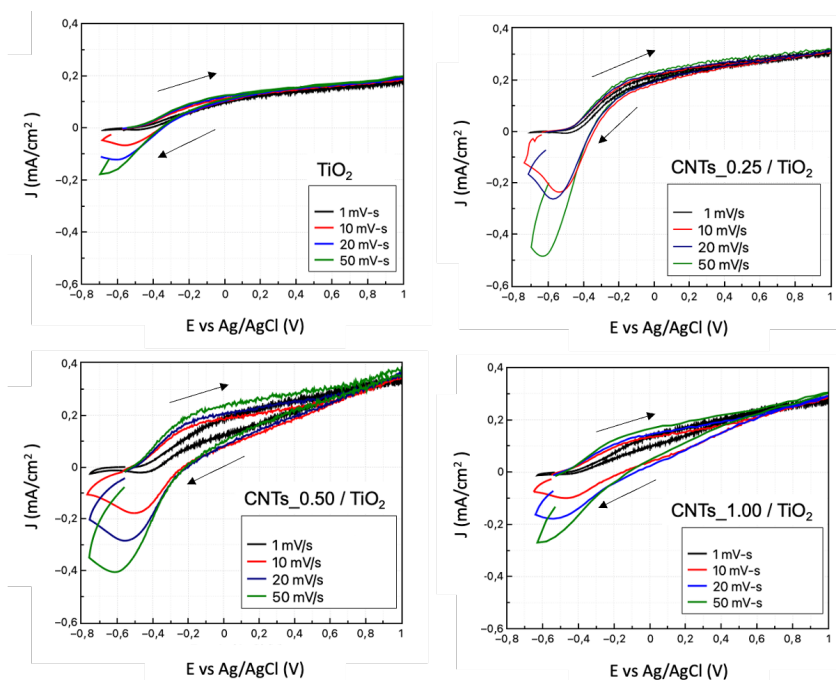 0,4
0,2
0
−0,2
−0,4
−0,6
−0,8
−0,6
−0,4
−0,2
0
0,2
0,4
0,6
0,8
1
J (mA/cm²)
E vs Ag/AgCl (V)
TiO₂
1 mV-s
10 mV-s
20 mV-s
50 mV-s
0,4
0,2
0
−0,2
−0,4
−0,6
−0,8
−0,6
−0,4
−0,2
0
0,2
0,4
0,6
0,8
1
J (mA/cm²)
E vs Ag/AgCl (V)
CNTs_0.25 / TiO₂
1 mV/s
10 mV/s
20 mV/s
50 mV/s
0,4
0,2
0
−0,2
−0,4
−0,6
−0,8
−0,6
−0,4
−0,2
0
0,2
0,4
0,6
0,8
1
J (mA/cm²)
E vs Ag/AgCl (V)
CNTs_0.50 / TiO₂
1 mV/s
10 mV/s
20 mV/s
50 mV/s
0,4
0,2
0
−0,2
−0,4
−0,6
−0,8
−0,6
−0,4
−0,2
0
0,2
0,4
0,6
0,8
1
J (mA/cm²)
E vs Ag/AgCl (V)
CNTs_1.00 / TiO₂
1 mV-s
10 mV-s
20 mV-s
50 mV-s